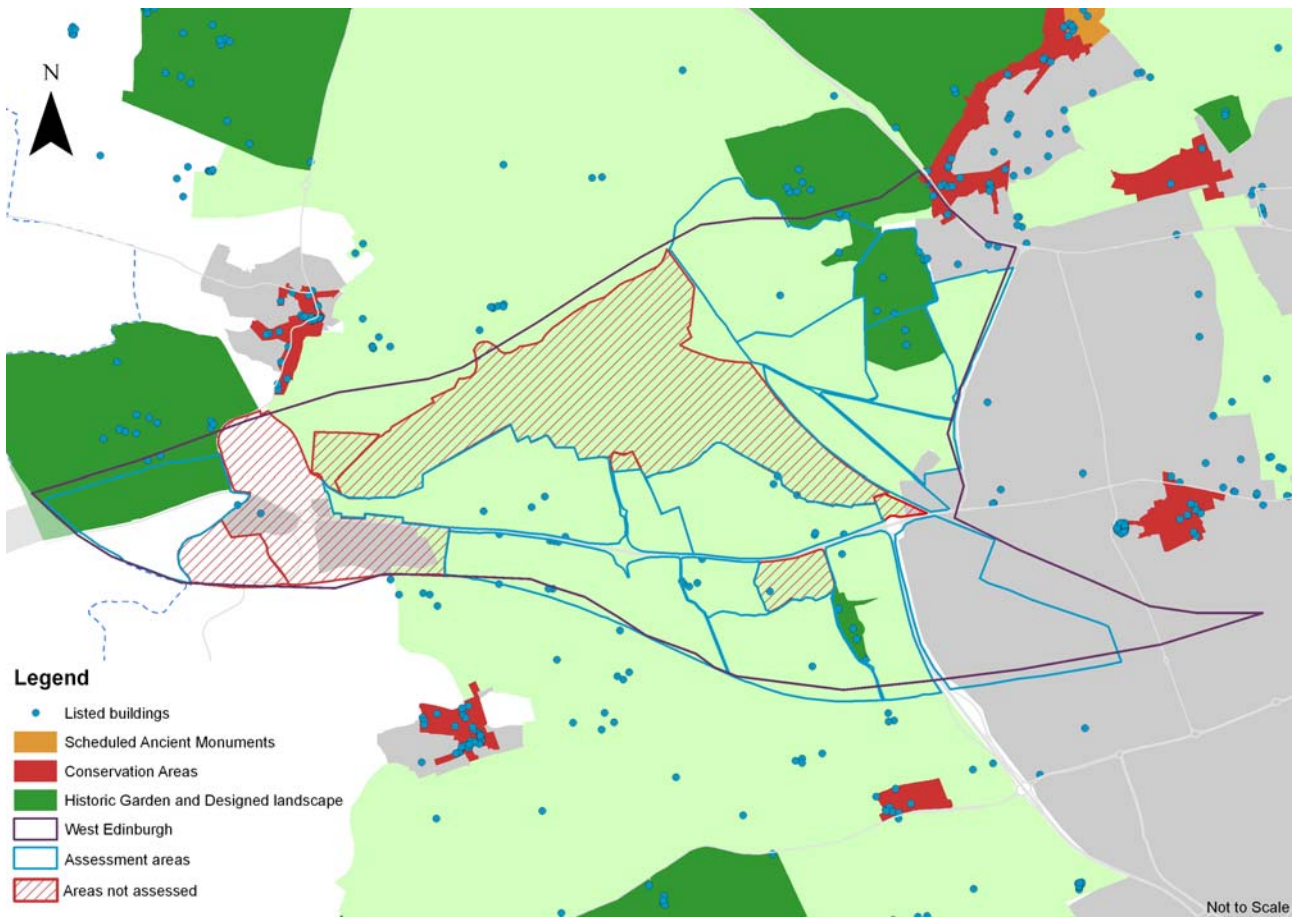 N
Legend
Listed buildings
Scheduled Ancient Monuments
Conservation Areas
Historic Garden and Designed landscape
West Edinburgh
Assessment areas
Areas not assessed
Not to Scale